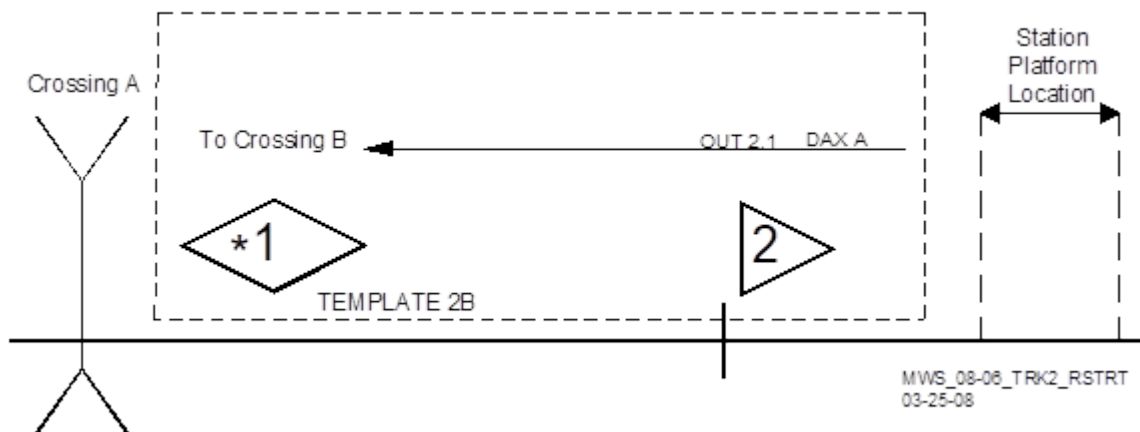 Station
Platform
Location
Crossing A
To Crossing B
OUT 2.1 DAX A
*1
2
TEMPLATE 2B
MWS_08-06_TRK2_RSTRT
03-25-08